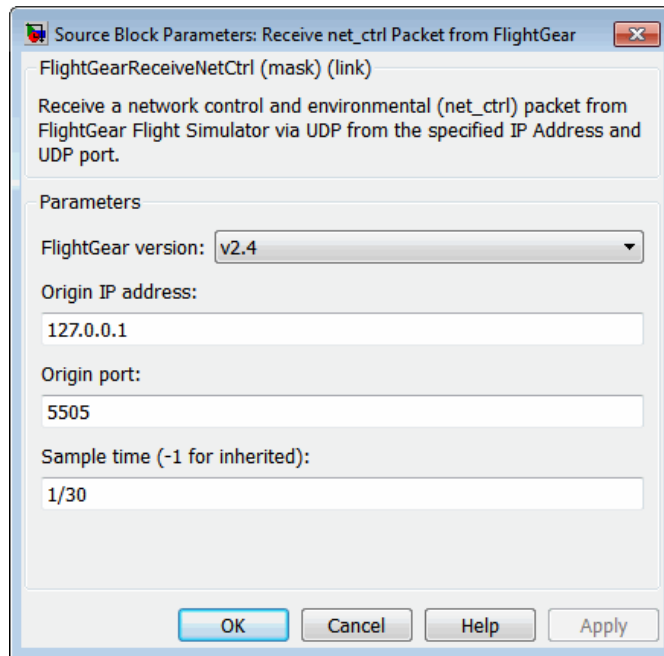 Source Block Parameters: Receive net_ctrl Packet from FlightGear
FlightGearReceiveNetCtrl (mask) (link)
Receive a network control and environmental (net_ctrl) packet from
FlightGear Flight Simulator via UDP from the specified IP Address and
UDP port.
Parameters
FlightGear version: v2.4
Origin IP address:
127.0.0.1
Origin port:
5505
Sample time (-1 for inherited):
1/30
OK Cancel Help Apply